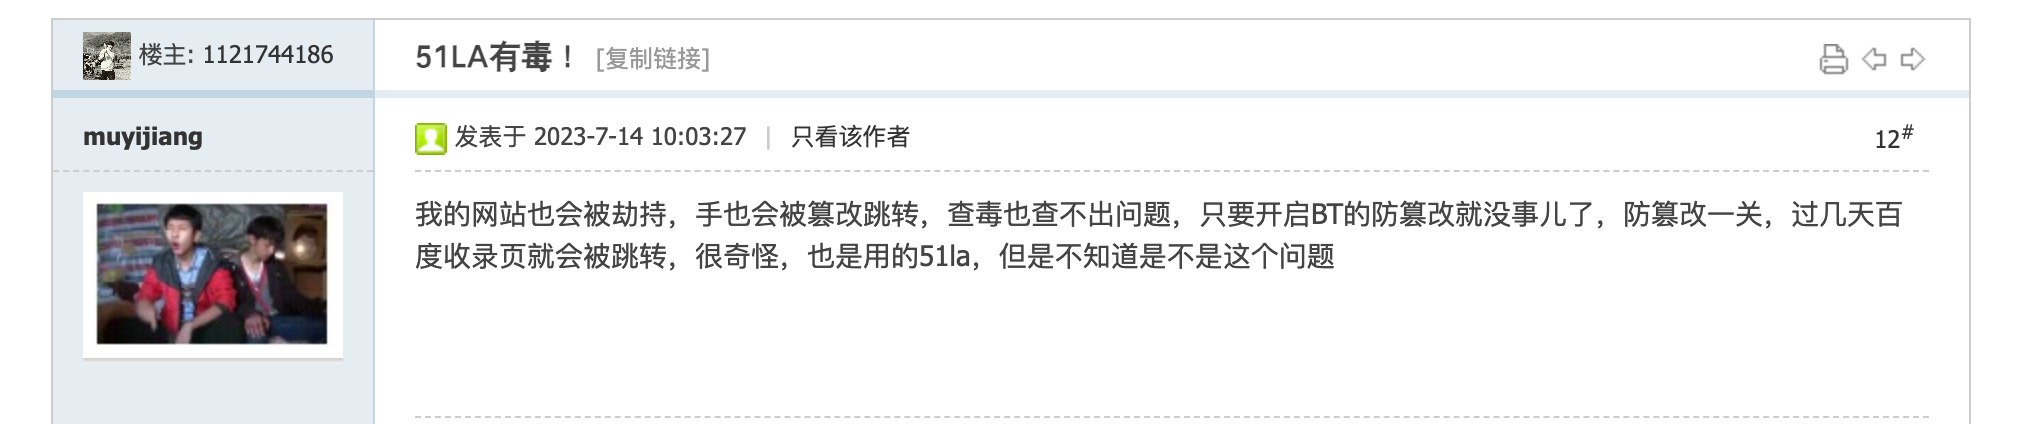 楼主: 1121744186
51LA有毒！ [复制链接]
muyijiang
发表于 2023-7-14 10:03:27 | 只看该作者
12#
我的网站也会被劫持，手也会被篡改跳转，查毒也查不出问题，只要开启BT的防篡改就没事儿了，防篡改一关，过几天百
度收录页就会被跳转，很奇怪，也是用的51la，但是不知道是不是这个问题